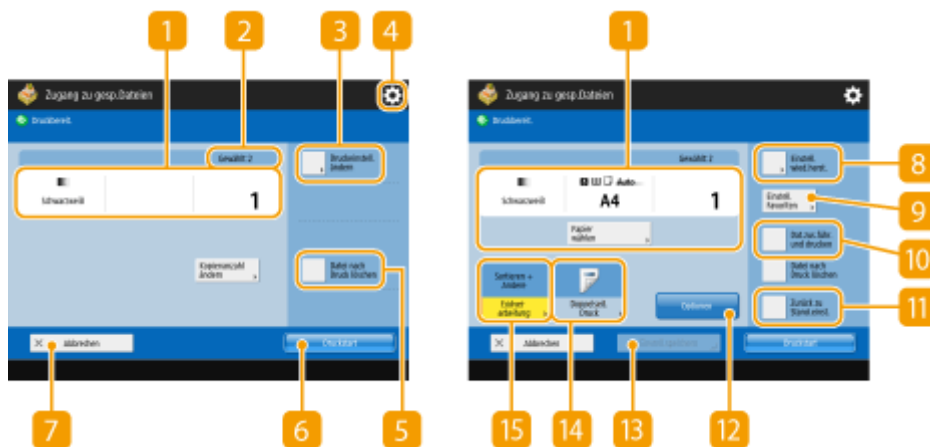 1 2 3 4
Zugang zu gesp.Dateien
Druckbereit.
Gewählt:2
Schwarzweiß
1
Druckeinstell.
ändern
Kopienanzahl
ändern
Datei nach
Druck löschen
Abbrechen
Druckstart
7 6 5
1
Zugang zu gesp.Dateien
Druckbereit.
Gewählt:2
Schwarzweiß
Auto...
A4
1
Papier
wählen
Einstell.
wied.herst.
Einstell.
Favoriten
Dat.zus.führ
und drucken
Datei nach
Druck löschen
Zurück zu
Stand.einst.
Sortieren +
Doppelseit.
Druck
Optionen
Abbrechen
Druckstart
8
9
10
11
15 14 13 12